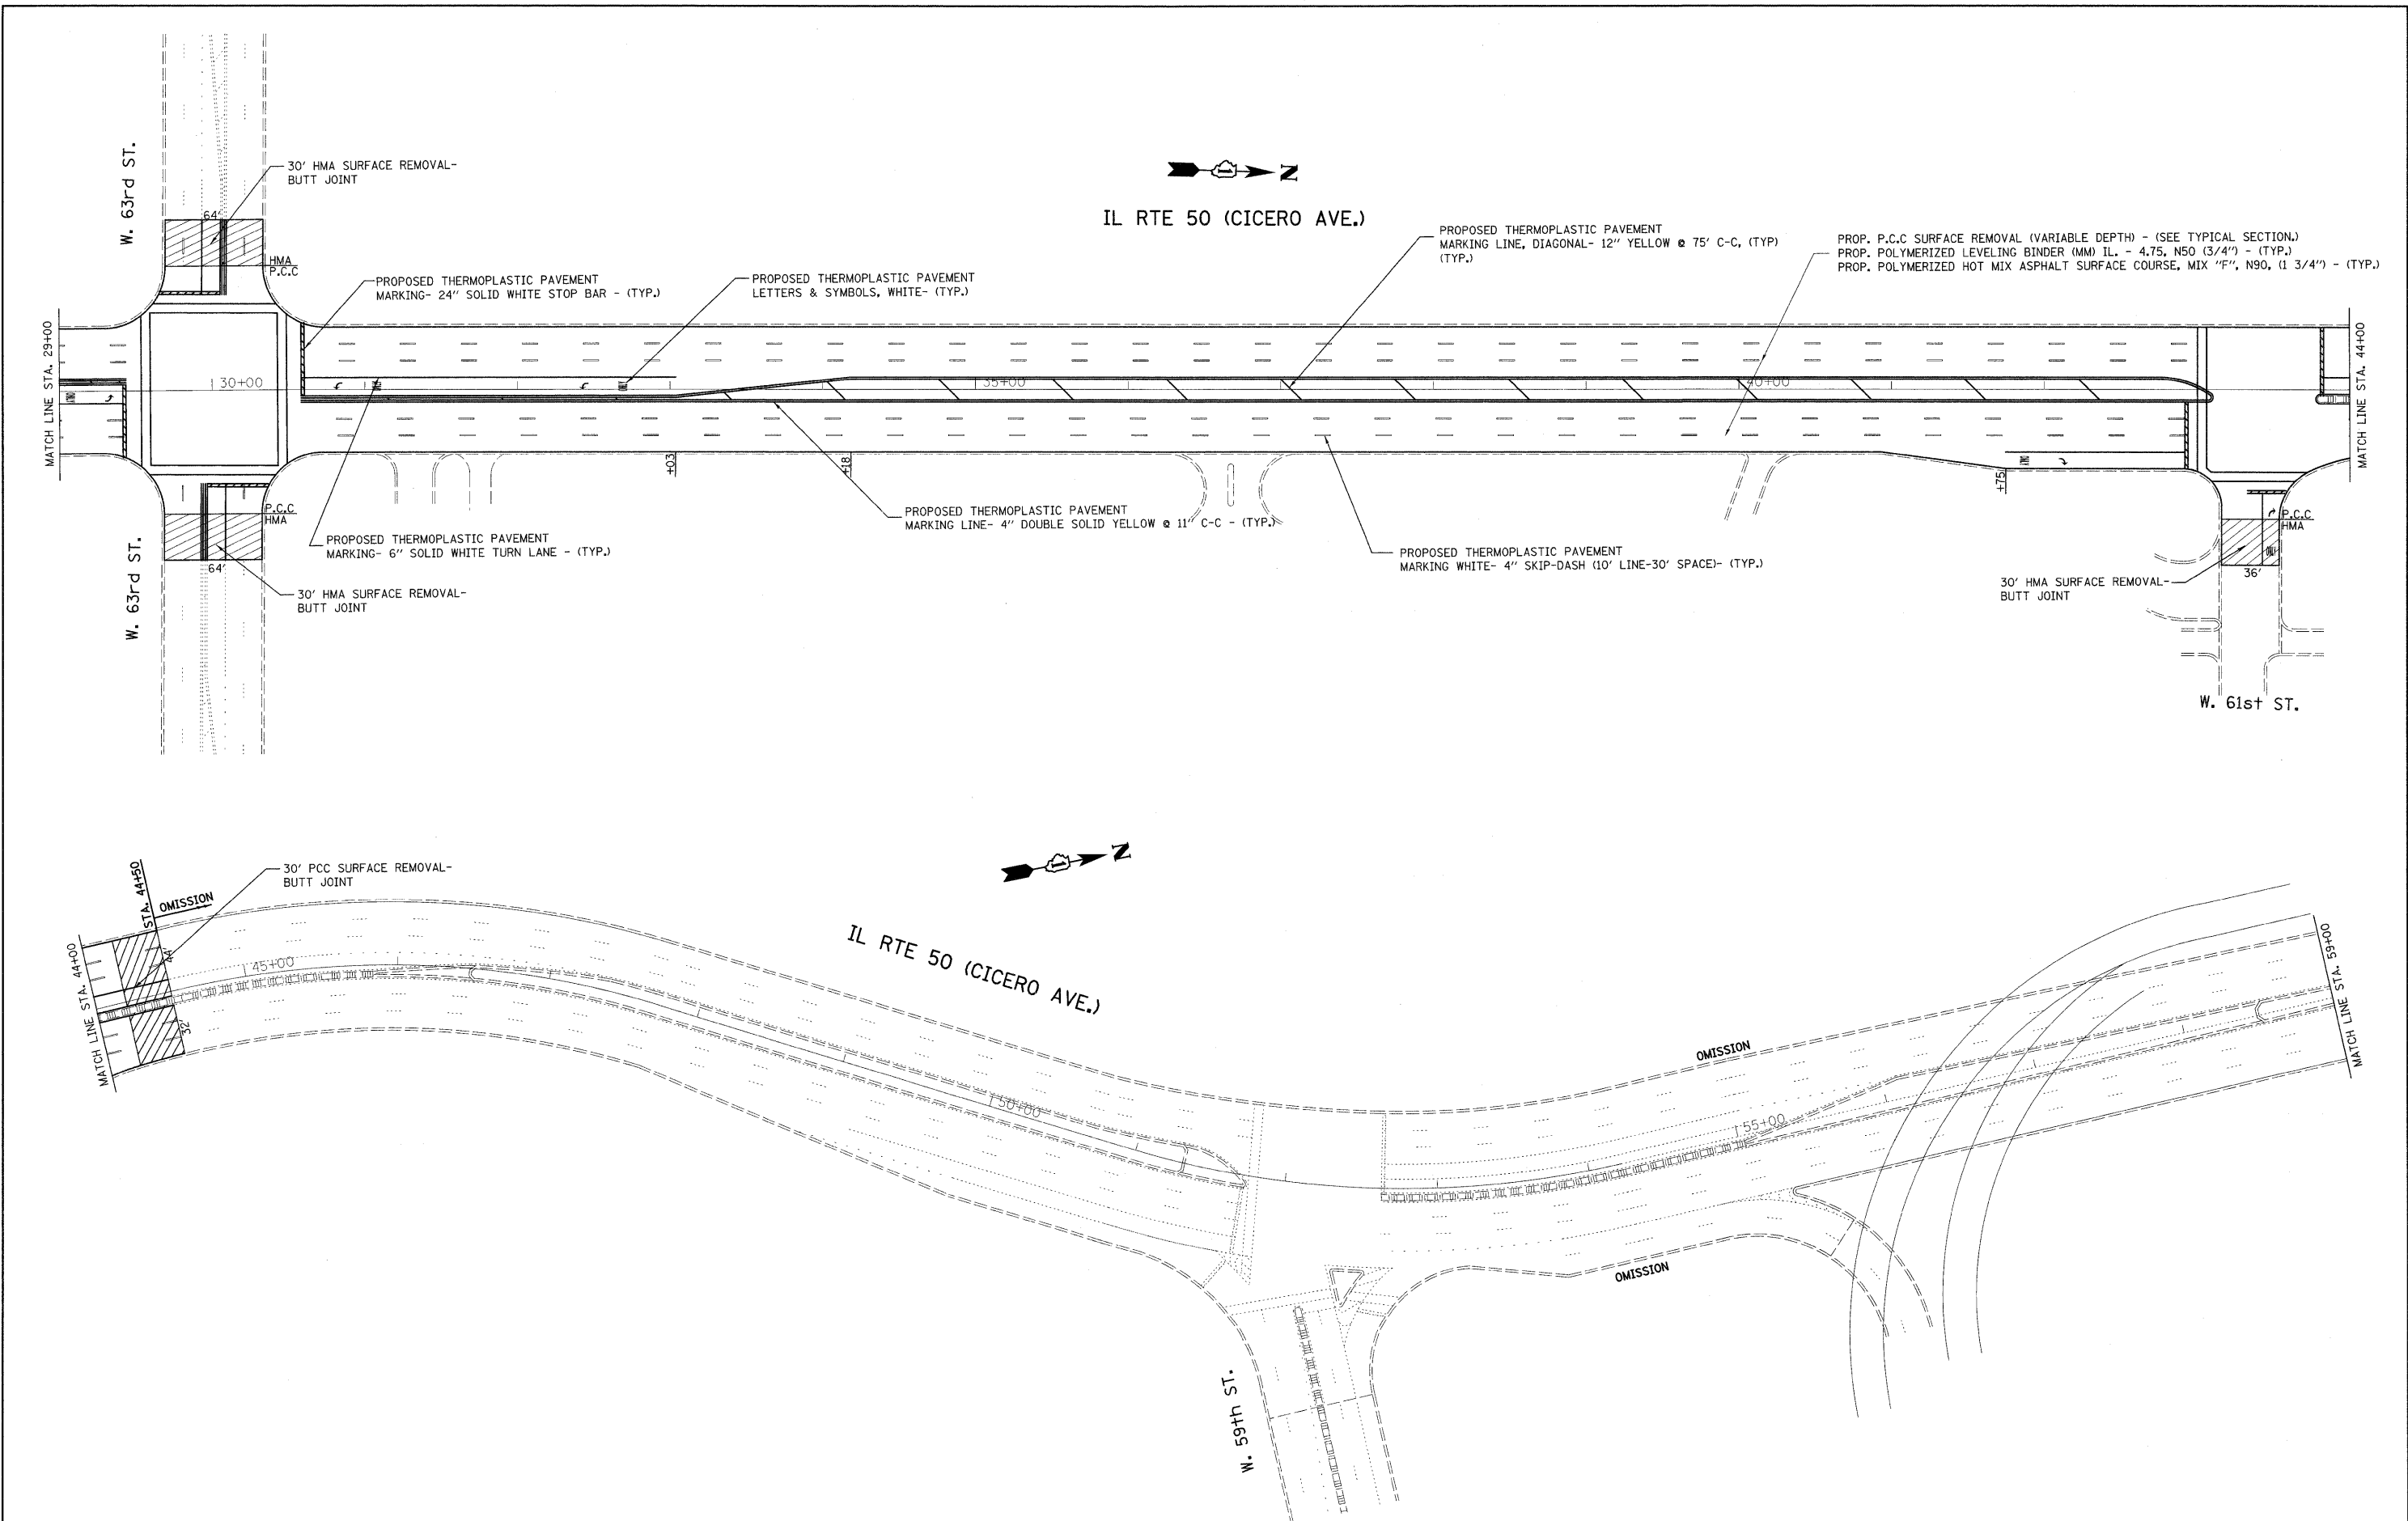 W. 63rd ST.
30' HMA SURFACE REMOVAL-
BUTT JOINT
64'
HMA
P.C.C
N
IL RTE 50 (CICERO AVE.)
PROPOSED THERMOPLASTIC PAVEMENT
MARKING- 24" SOLID WHITE STOP BAR - (TYP.)
PROPOSED THERMOPLASTIC PAVEMENT
LETTERS & SYMBOLS, WHITE- (TYP.)
PROPOSED THERMOPLASTIC PAVEMENT
MARKING LINE, DIAGONAL- 12" YELLOW @ 75' C-C, (TYP)
(TYP.)
PROP. P.C.C SURFACE REMOVAL (VARIABLE DEPTH) - (SEE TYPICAL SECTION.)
PROP. POLYMERIZED LEVELING BINDER (MM) IL. - 4.75, N50 (3/4") - (TYP.)
PROP. POLYMERIZED HOT MIX ASPHALT SURFACE COURSE, MIX "F", N90, (1 3/4") - (TYP.)
MATCH LINE STA. 29+00
ONLY
30+00
ONLY
ONLY
35+00
40+00
MATCH LINE STA. 44+00
+03
+18
ONLY
+75
P.C.C
HMA
64'
W. 63rd ST.
PROPOSED THERMOPLASTIC PAVEMENT
MARKING- 6" SOLID WHITE TURN LANE - (TYP.)
30' HMA SURFACE REMOVAL-
BUTT JOINT
PROPOSED THERMOPLASTIC PAVEMENT
MARKING LINE- 4" DOUBLE SOLID YELLOW @ 11" C-C - (TYP.)
PROPOSED THERMOPLASTIC PAVEMENT
MARKING WHITE- 4" SKIP-DASH (10' LINE-30' SPACE)- (TYP.)
P.C.C
HMA
ONLY
36'
30' HMA SURFACE REMOVAL-
BUTT JOINT
W. 61st ST.
30' PCC SURFACE REMOVAL-
BUTT JOINT
STA. 44+50
OMISSION
N
IL RTE 50 (CICERO AVE.)
MATCH LINE STA. 44+00
44'
32'
45+00
50+00
55+00
OMISSION
OMISSION
MATCH LINE STA. 59+00
W. 59th ST.